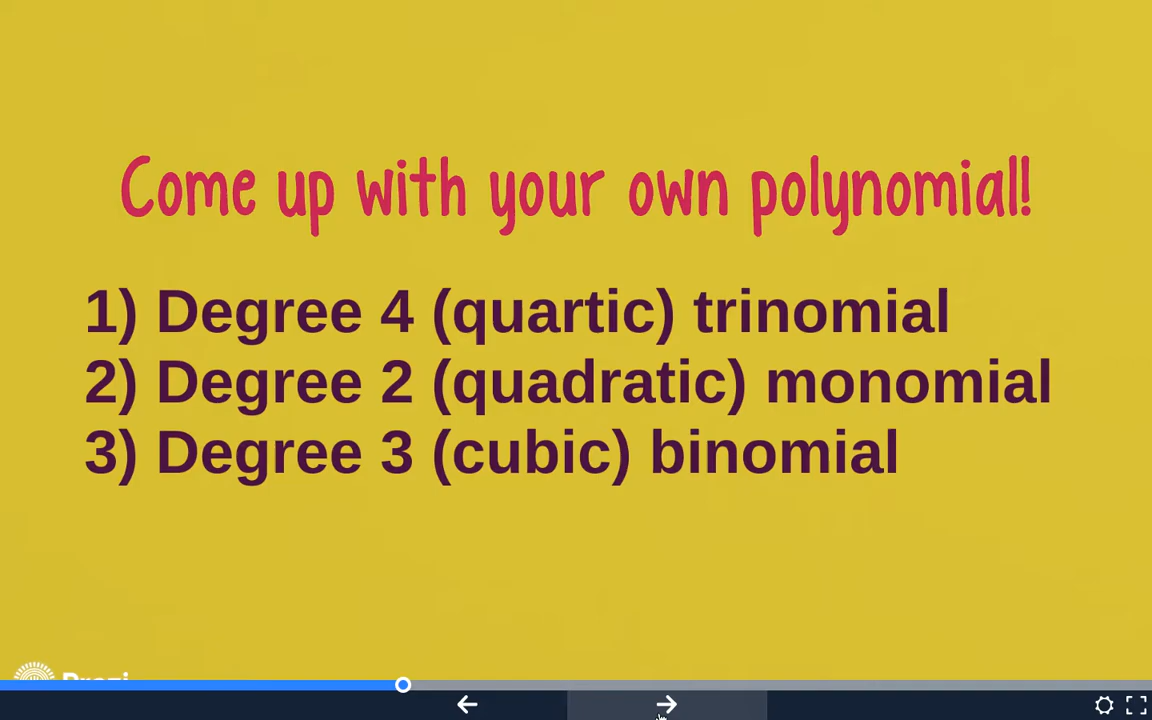 Come up with your own polynomial!
1) Degree 4 (quartic) trinomial
2) Degree 2 (quadratic) monomial
3) Degree 3 (cubic) binomial
Prezi